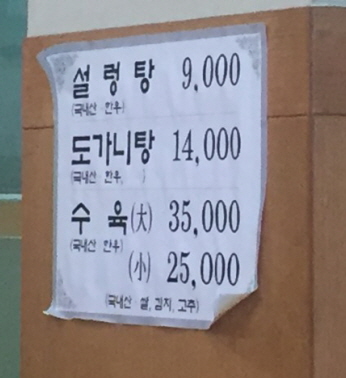 설렁탕 9,000
(국내산 한우)
도가니탕 14,000
(국내산 한우, )
수육(大) 35,000
(국내산 한우)
(小) 25,000
(국내산 쌀, 김치, 고추)